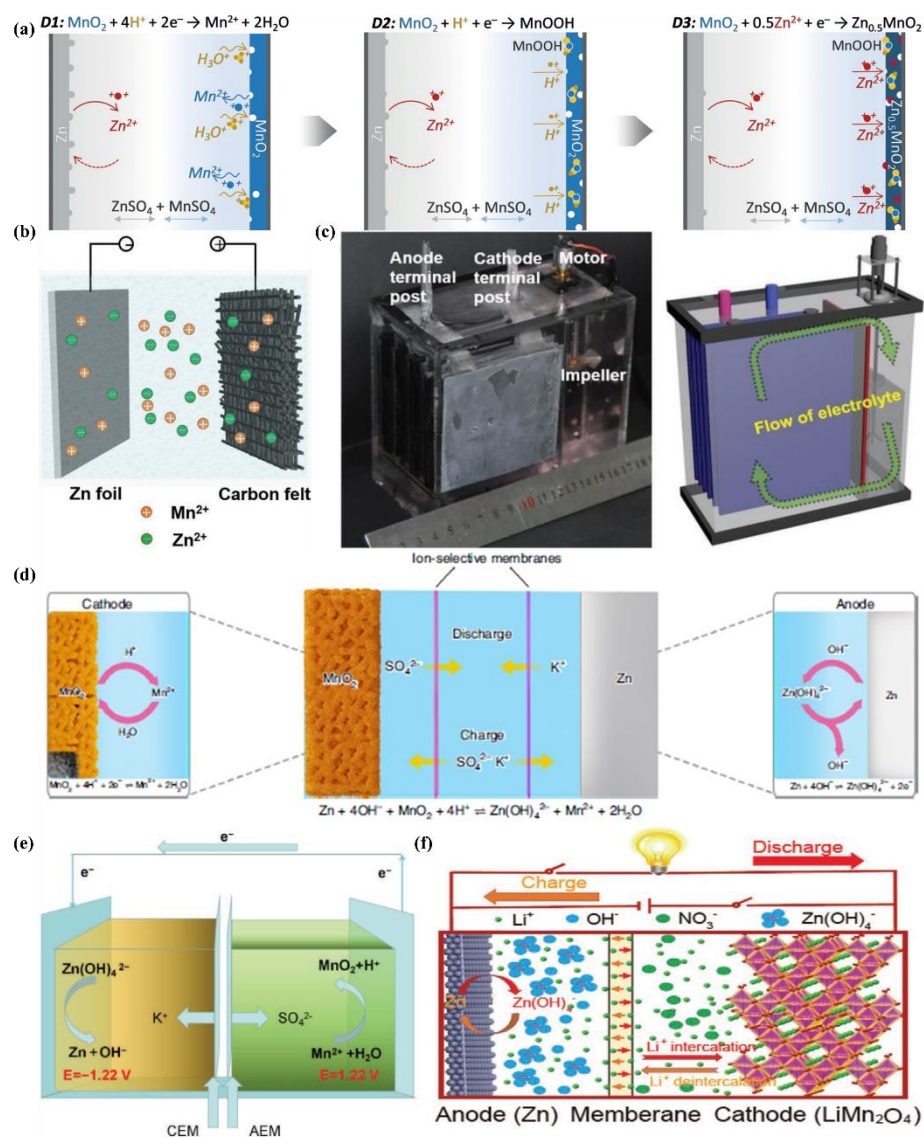 (a)
D1: MnO₂ + 4H⁺ + 2e⁻ → Mn²⁺ + 2H₂O
Zn
Zn²⁺
H₃O⁺
Mn²⁺
H₃O⁺
Mn²⁺
MnO₂
ZnSO₄ + MnSO₄
D2: MnO₂ + H⁺ + e⁻ → MnOOH
Zn
Zn²⁺
MnOOH
H⁺
H⁺
H⁺
MnO₂
ZnSO₄ + MnSO₄
D3: MnO₂ + 0.5Zn²⁺ + e⁻ → Zn₀.₅MnO₂
Zn
Zn²⁺
MnOOH
Zn²⁺
Zn²⁺
Zn²⁺
Zn₀.₅MnO₂
ZnSO₄ + MnSO₄
(b)
Zn foil
Carbon felt
Mn²⁺
Zn²⁺
(c)
Anode terminal post
Cathode terminal post
Motor
Impeller
10
Flow of electrolyte
(d)
Ion-selective membranes
Cathode
MnO₂
H⁺
Mn²⁺
H₂O
MnO₂ + 4H⁺ + 2e⁻ ⇌ Mn²⁺ + 2H₂O
MnO₂
Discharge
SO₄²⁻
K⁺
Zn
Charge
SO₄²⁻ K⁺
Zn + 4OH⁻ + MnO₂ + 4H⁺ ⇌ Zn(OH)₄²⁻ + Mn²⁺ + 2H₂O
Anode
OH⁻
Zn(OH)₄²⁻
Zn
OH⁻
Zn + 4OH⁻ ⇌ Zn(OH)₄²⁻ + 2e⁻
(e)
e⁻
e⁻
e⁻
Zn(OH)₄²⁻
K⁺
Zn + OH⁻
E=−1.22 V
MnO₂+H⁺
SO₄²⁻
Mn²⁺ +H₂O
E=1.22 V
CEM
AEM
(f)
Discharge
Charge
Li⁺
OH⁻
NO₃⁻
Zn(OH)₄⁻
Zn
Zn(OH)
Li⁺ intercalation
Li⁺ deintercalation
Anode (Zn) Memberane Cathode (LiMn₂O₄)